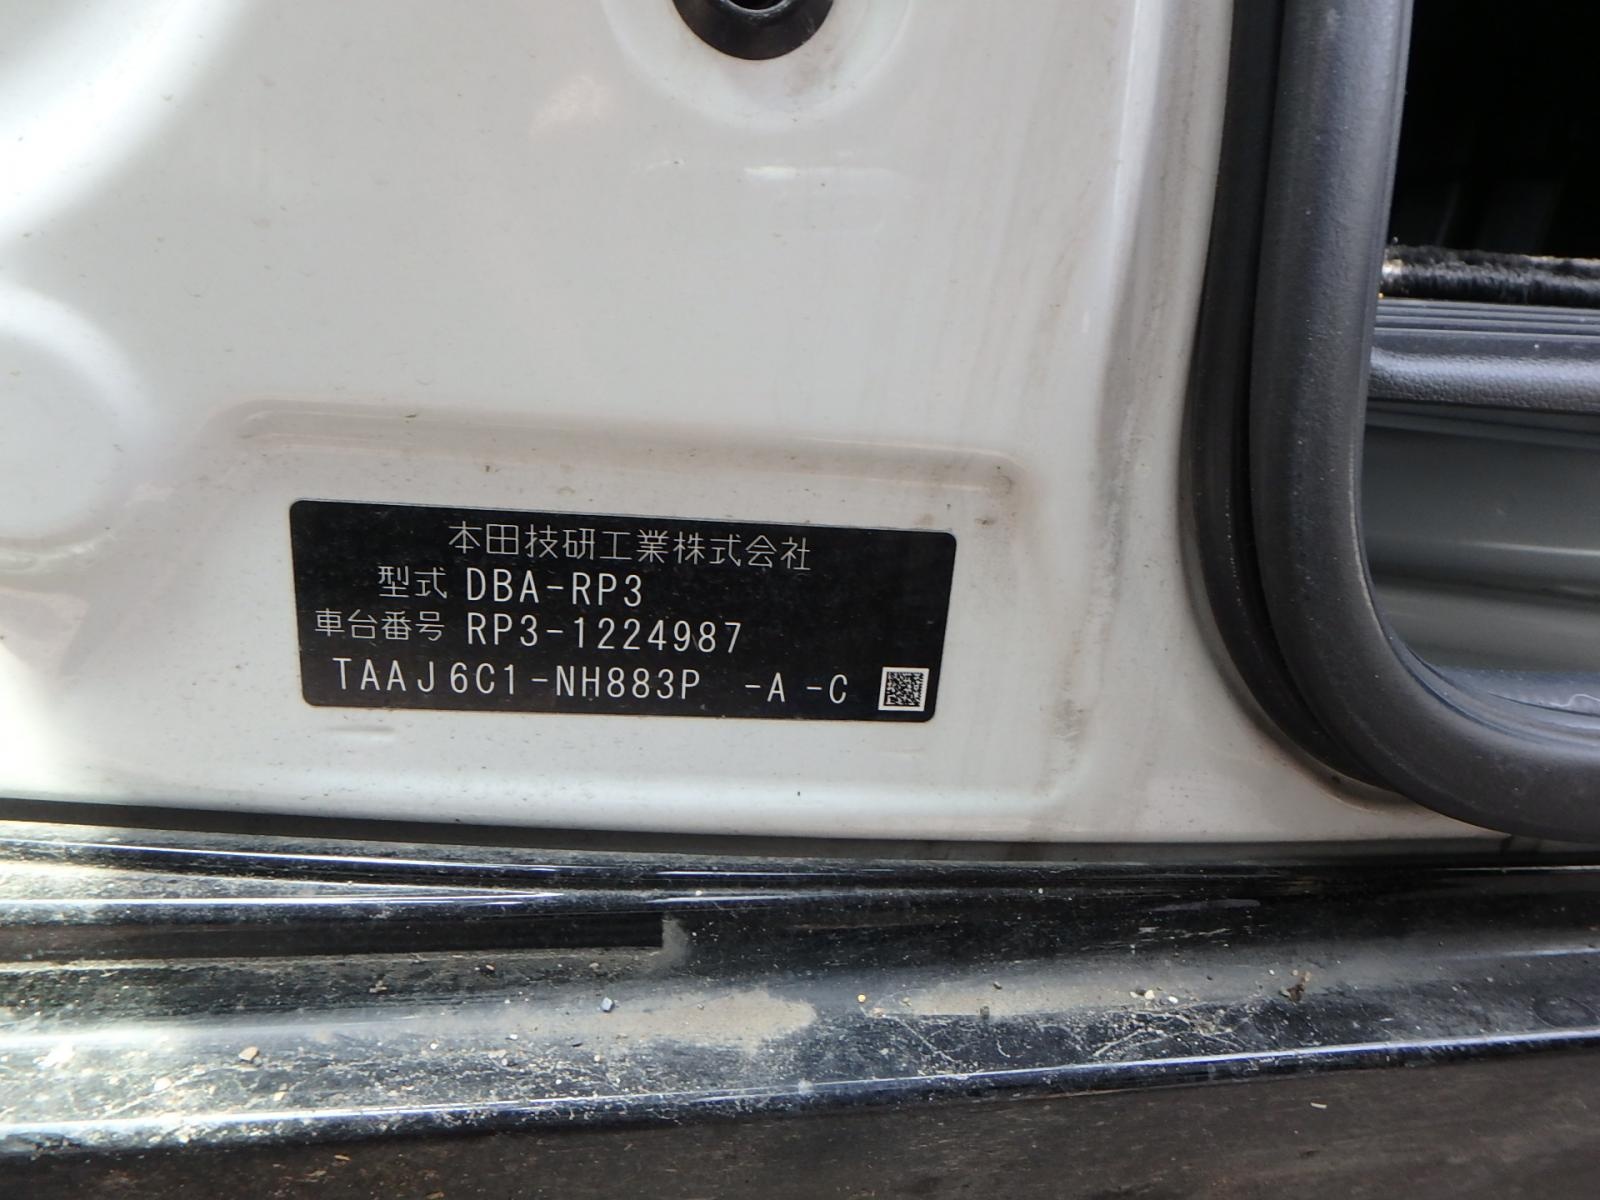 本田技研工業株式会社
型式 DBA-RP3
車台番号 RP3-1224987
TAAJ6C1-NH883P -A -C